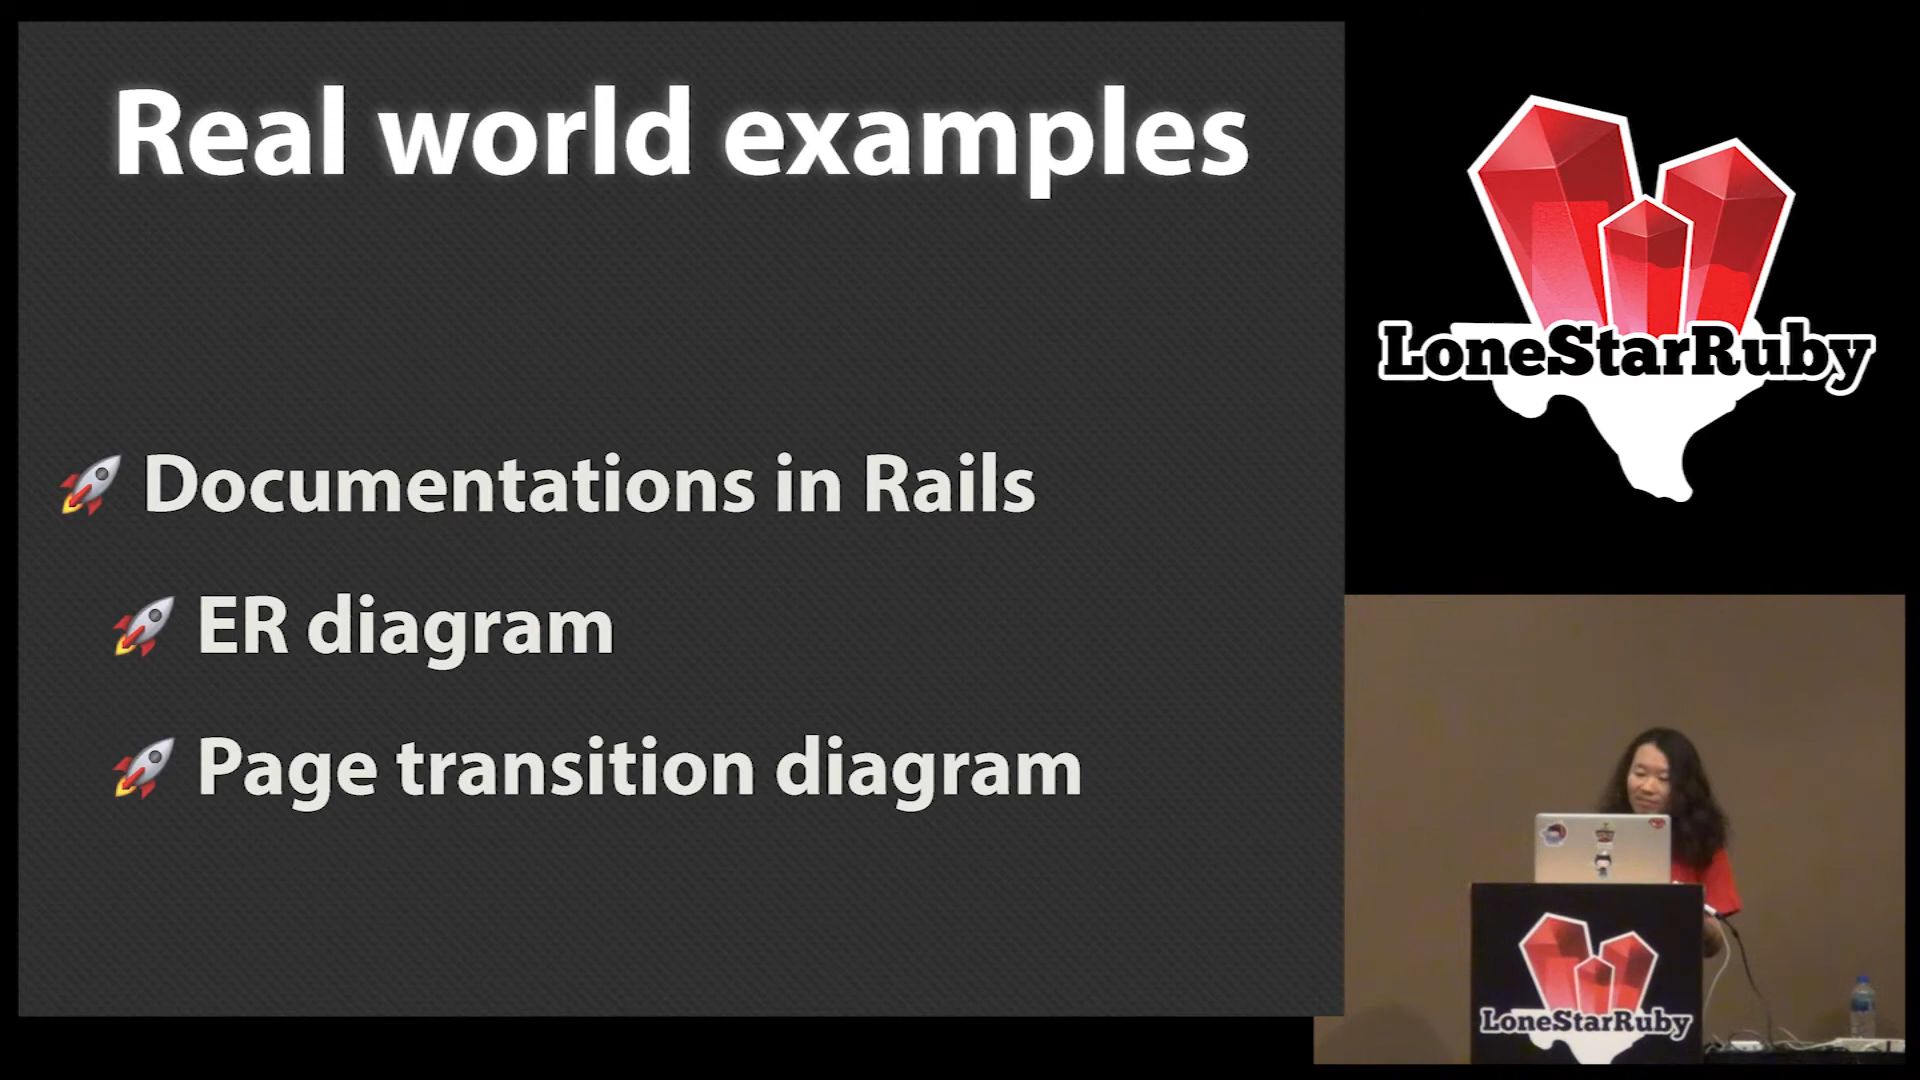 Real world examples
Documentations in Rails
ER diagram
Page transition diagram
LoneStarRuby
LoneStarRuby